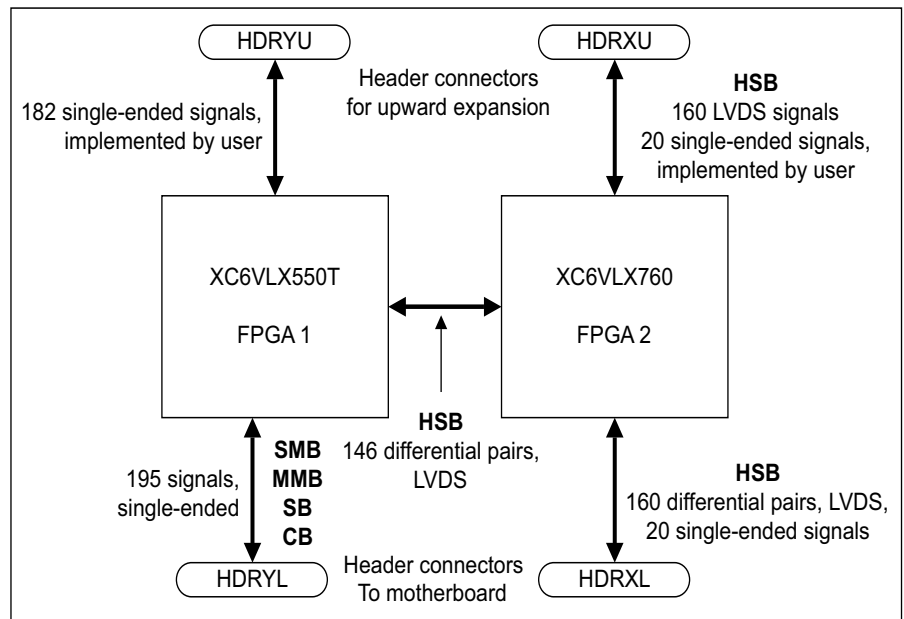 HDRYU
HDRXU
182 single-ended signals,
implemented by user
Header connectors
for upward expansion
HSB
160 LVDS signals
20 single-ended signals,
implemented by user
XC6VLX550T
FPGA 1
XC6VLX760
FPGA 2
HSB
146 differential pairs,
LVDS
195 signals,
single-ended
SMB
MMB
SB
CB
HSB
160 differential pairs, LVDS,
20 single-ended signals
HDRYL
Header connectors
To motherboard
HDRXL